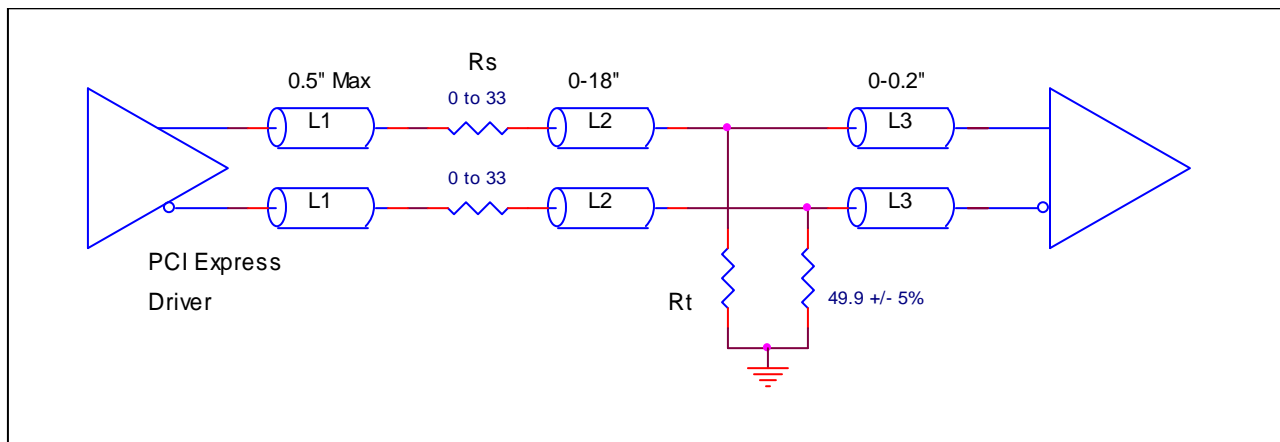 Rs
0.5" Max
0 to 33
0-18"
0-0.2"
L1
L2
L3
0 to 33
L1
L2
L3
PCI Express
Driver
Rt
49.9 +/- 5%